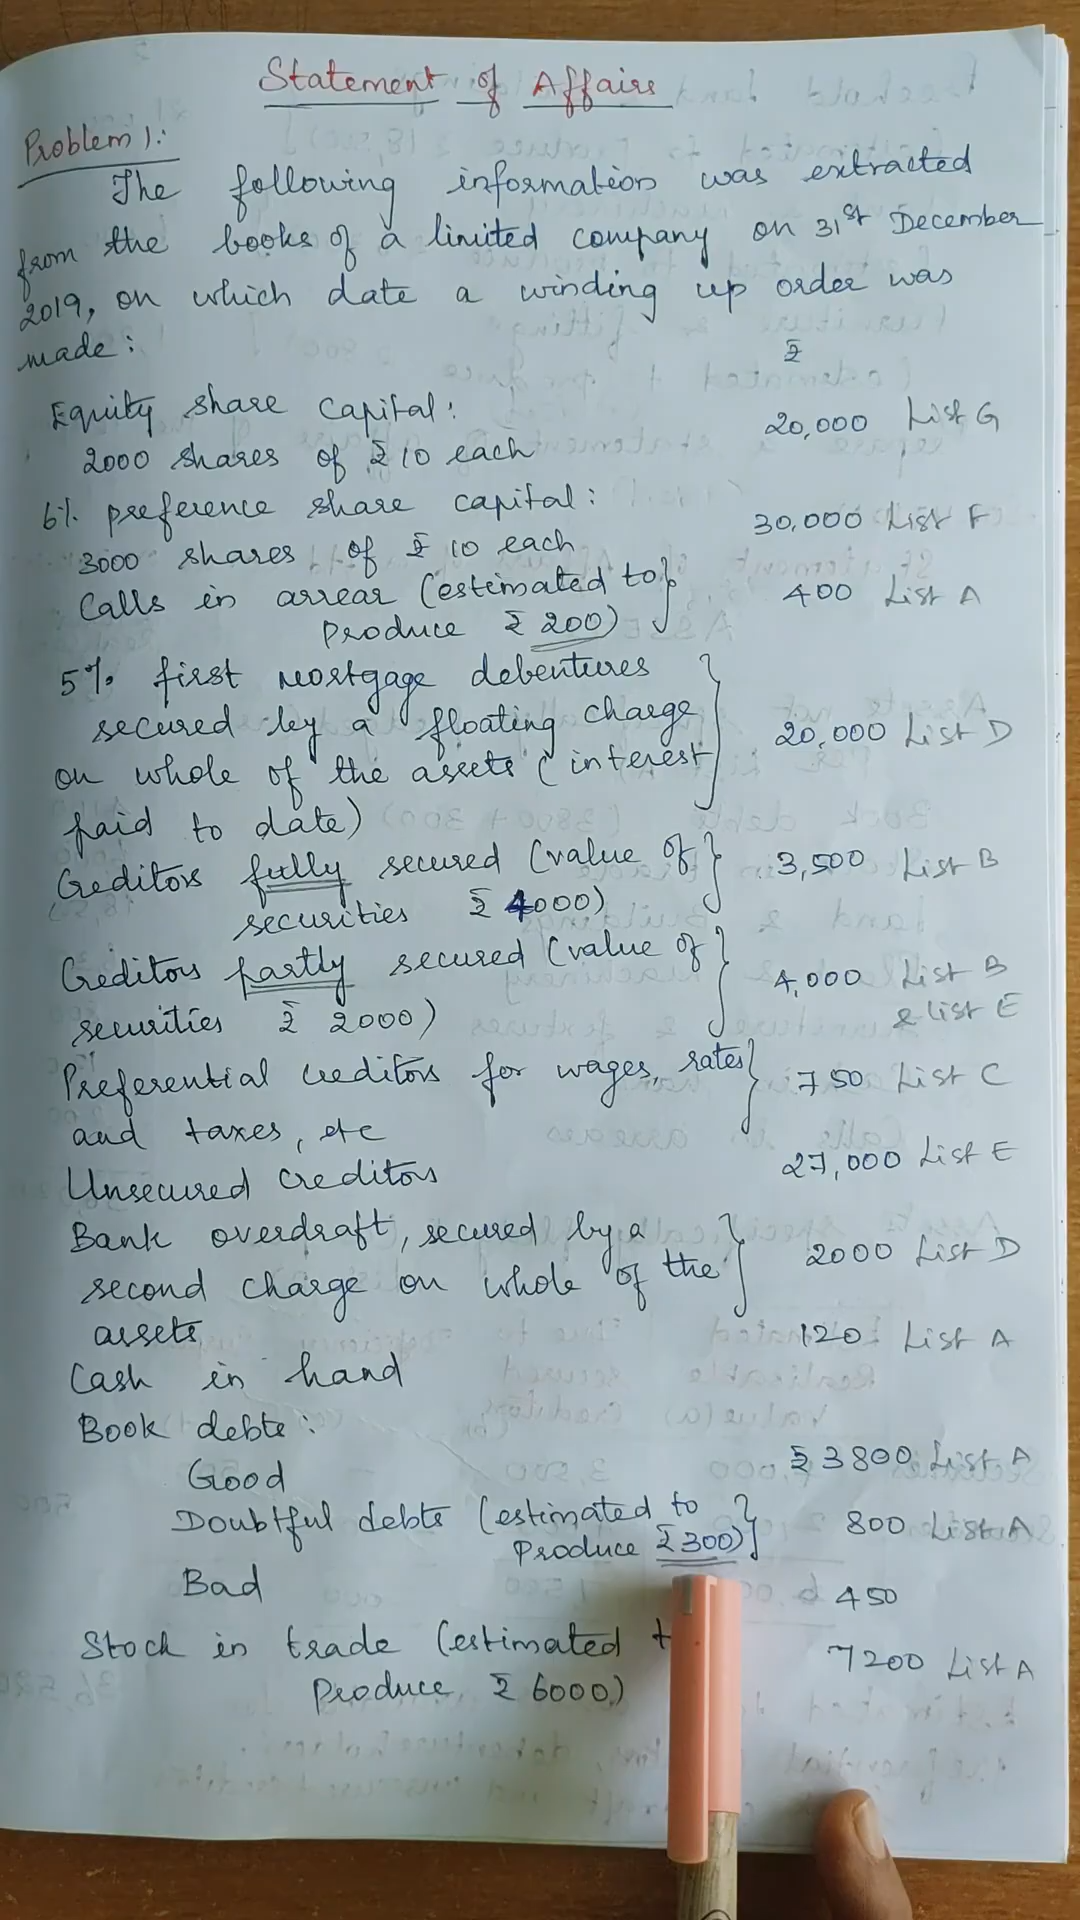 Statement of Affairs
Problem 1:
The following information was extracted
from the books of a limited company on 31st December
2019, on which date a winding up order was
made:
₹
Equity share capital:
2000 shares of ₹ 10 each 20,000 List G
6% preference share capital:
3000 shares of ₹ 10 each 30,000 List F
Calls in arrear (estimated to } 400 List A
Produce ₹ 200)
5% first Mortgage debentures
secured by a floating charge 20,000 List D
on whole of the assets (interest
paid to date)
Creditors fully secured (value of } 3,500 List B
securities ₹ 4000)
Creditors partly secured (value of } 4,000 List B
securities ₹ 2000) & List E
Preferential creditors for wages, rates } 750 List C
and taxes, etc
Unsecured creditors 27,000 List E
Bank overdraft, secured by a
second charge on whole of the } 2000 List D
assets
Cash in hand 120 List A
Book debts:
Good ₹ 3800 List A
Doubtful debts (estimated to } 800 List A
Produce ₹ 300)
Bad 450
Stock in trade (estimated 7200 List A
Produce ₹ 6000)